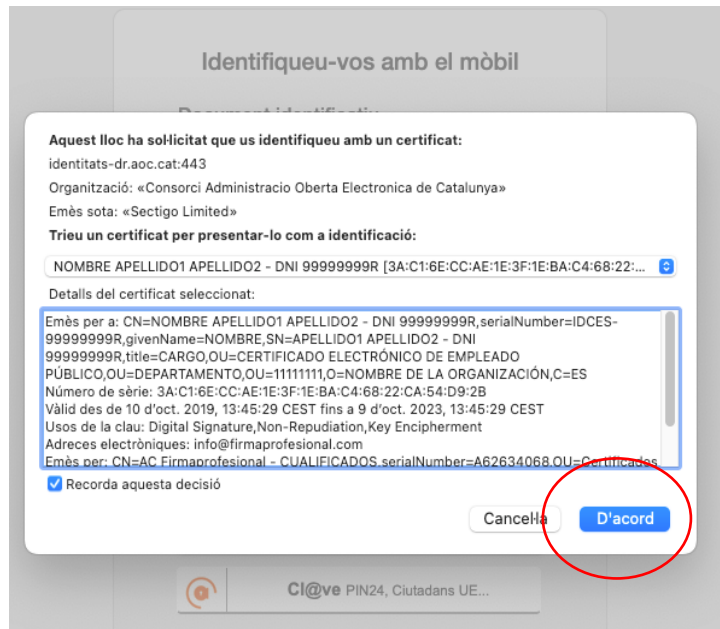 Identifiqueu-vos amb el mòbil
Document identificatiu
Aquest lloc ha sol·licitat que us identifiqueu amb un certificat:
identitats-dr.aoc.cat:443
Organització: «Consorci Administracio Oberta Electronica de Catalunya»
Emès sota: «Sectigo Limited»
Trieu un certificat per presentar-lo com a identificació:
NOMBRE APELLIDO1 APELLIDO2 - DNI 99999999R [3A:C1:6E:CC:AE:1E:3F:1E:BA:C4:68:22:...
Detalls del certificat seleccionat:
Emès per a: CN=NOMBRE APELLIDO1 APELLIDO2 - DNI 99999999R,serialNumber=IDCES-
99999999R,givenName=NOMBRE,SN=APELLIDO1 APELLIDO2 - DNI
99999999R,title=CARGO,OU=CERTIFICADO ELECTRÓNICO DE EMPLEADO
PÚBLICO,OU=DEPARTAMENTO,OU=11111111,O=NOMBRE DE LA ORGANIZACIÓN,C=ES
Número de sèrie: 3A:C1:6E:CC:AE:1E:3F:1E:BA:C4:68:22:CA:54:D9:2B
Vàlid des de 10 d'oct. 2019, 13:45:29 CEST fins a 9 d'oct. 2023, 13:45:29 CEST
Usos de la clau: Digital Signature,Non-Repudiation,Key Encipherment
Adreces electròniques: info@firmaprofesional.com
Emès per: CN=AC Firmaprofesional - CUALIFICADOS,serialNumber=A62634068,OU=Certificados
Recorda aquesta decisió
Cancel·la
D'acord
Cl@ve PIN24, Ciutadans UE...